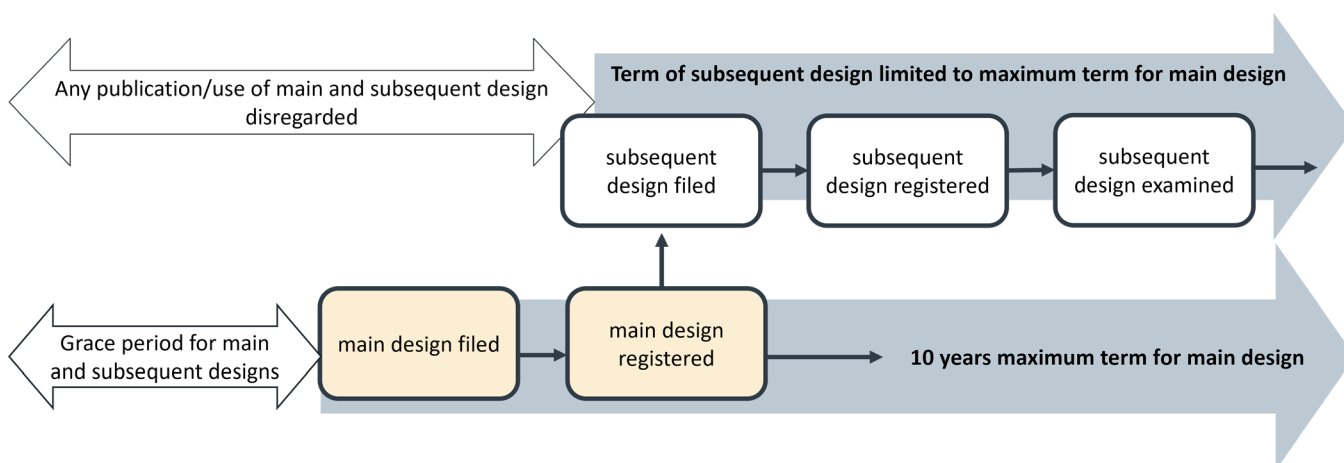 Term of subsequent design limited to maximum term for main design
Any publication/use of main and subsequent design
disregarded
subsequent
design filed
subsequent
design registered
subsequent
design examined
Grace period for main
and subsequent designs
main design filed
main design
registered
10 years maximum term for main design